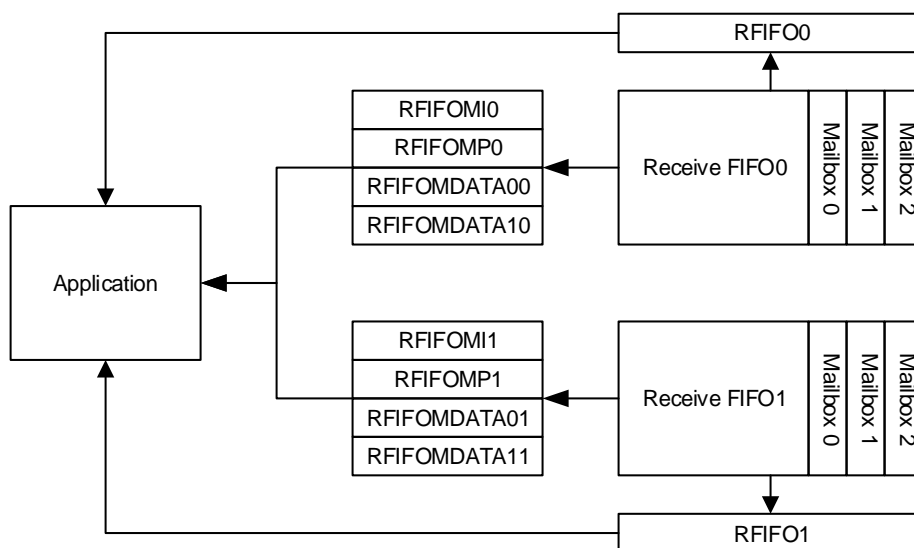 RFIFO0
RFIFOMI0
RFIFOMP0
RFIFOMDATA00
RFIFOMDATA10
Receive FIFO0
Mailbox 0
Mailbox 1
Mailbox 2
Application
RFIFOMI1
RFIFOMP1
RFIFOMDATA01
RFIFOMDATA11
Receive FIFO1
Mailbox 0
Mailbox 1
Mailbox 2
RFIFO1